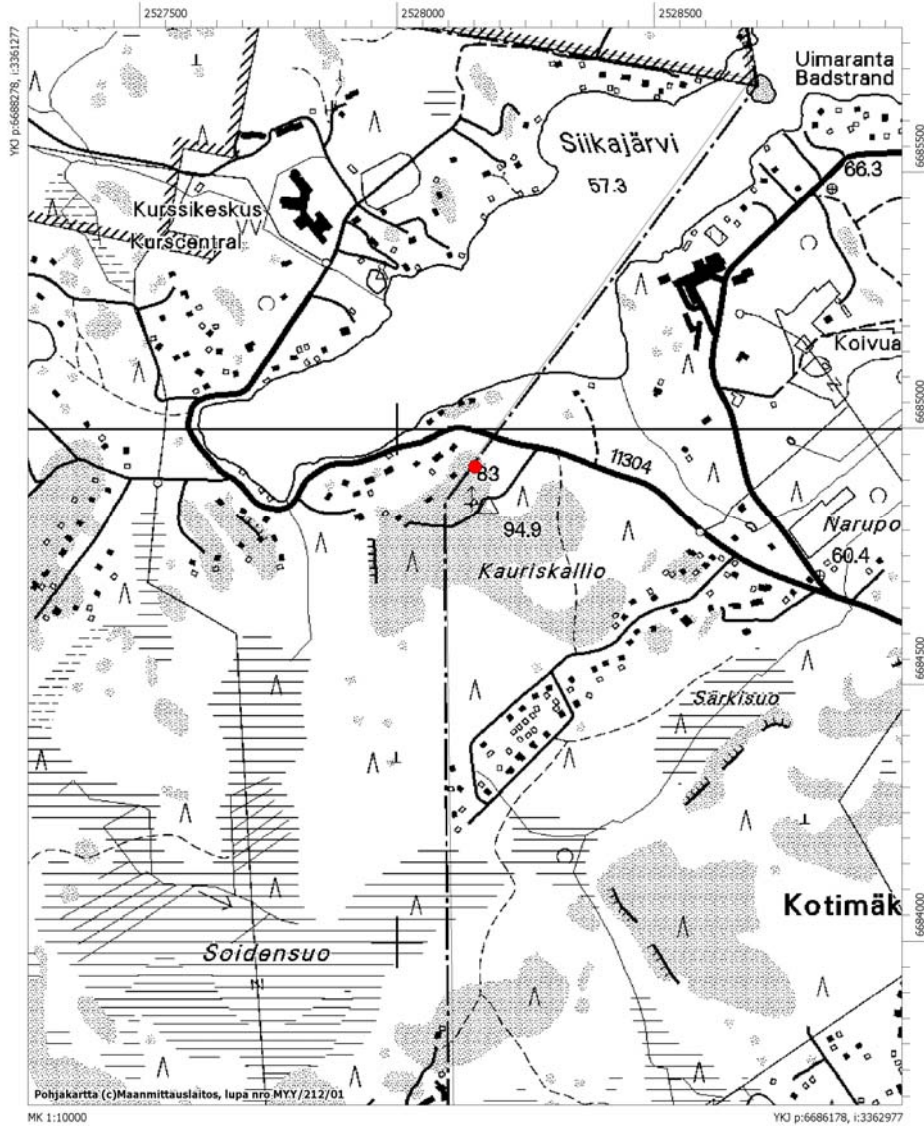 2527500
2528000
2528500
YKJ p:6688278, i:3361277
Uimaranta
Badstrand
Siikajärvi
57.3
6685500
66.3
Kurssikeskus
Kurscentral
Koivua
6685000
11304
83
94.9
Kauriskallio
Narupo
60.4
6684500
Särkisuo
Kotimäk
6684000
Soidensuo
Pohjakartta (c)Maanmittauslaitos, lupa nro MYY/212/01
MK 1:10000
YKJ p:6686178, i:3362977